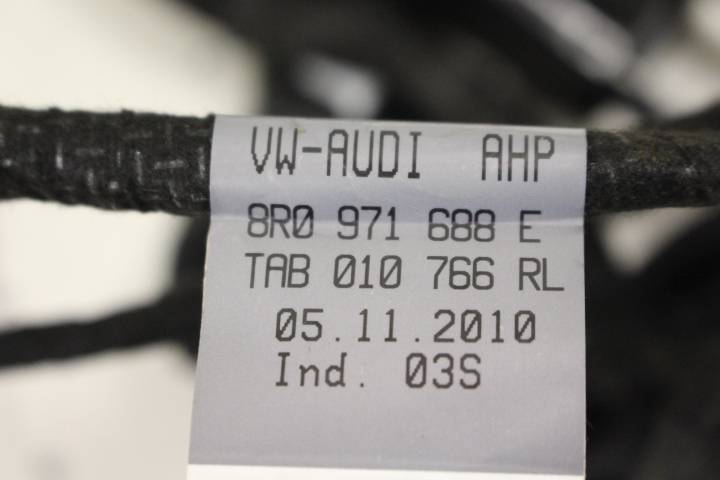 VW-AUDI AHP
8R0 971 688 E
TAB 010 766 RL
05.11.2010
Ind. 03S